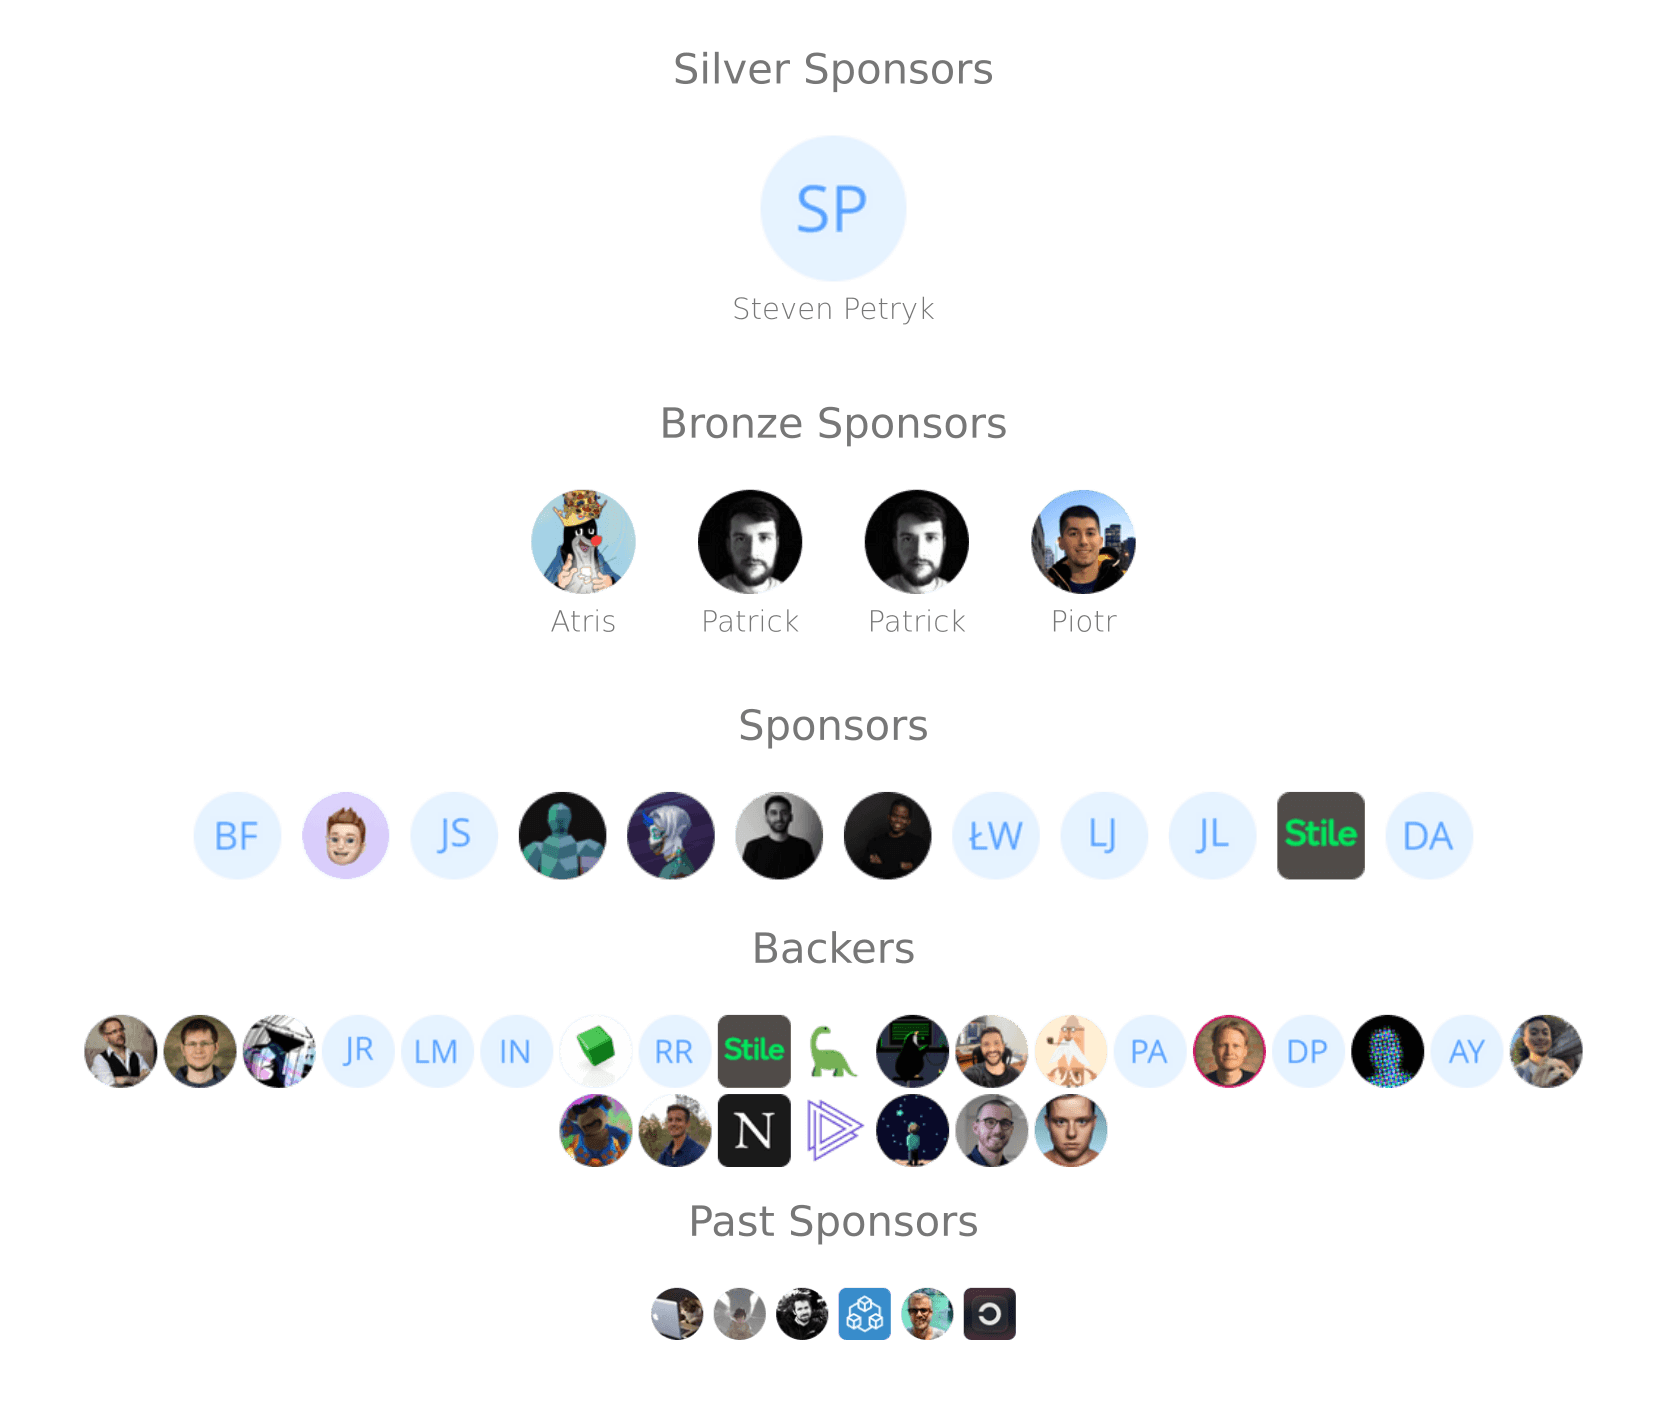 Silver Sponsors
SP
Steven Petryk
Bronze Sponsors
Atris Patrick Patrick Piotr
Sponsors
BF JS ŁW LJ JL Stile DA
Backers
JR LM IN RR Stile PA DP AY
N
Past Sponsors